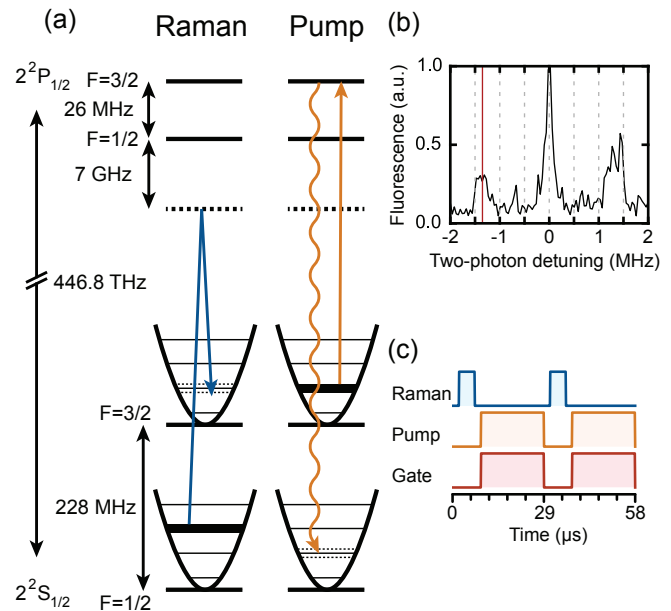 (a)
Raman
Pump
2²P₁/₂
F=3/2
26 MHz
F=1/2
7 GHz
446.8 THz
F=3/2
228 MHz
2²S₁/₂
F=1/2
(b)
Fluorescence (a.u.)
1.0
0.5
0.0
-2
-1
0
1
2
Two-photon detuning (MHz)
(c)
Raman
Pump
Gate
0
29
58
Time (µs)